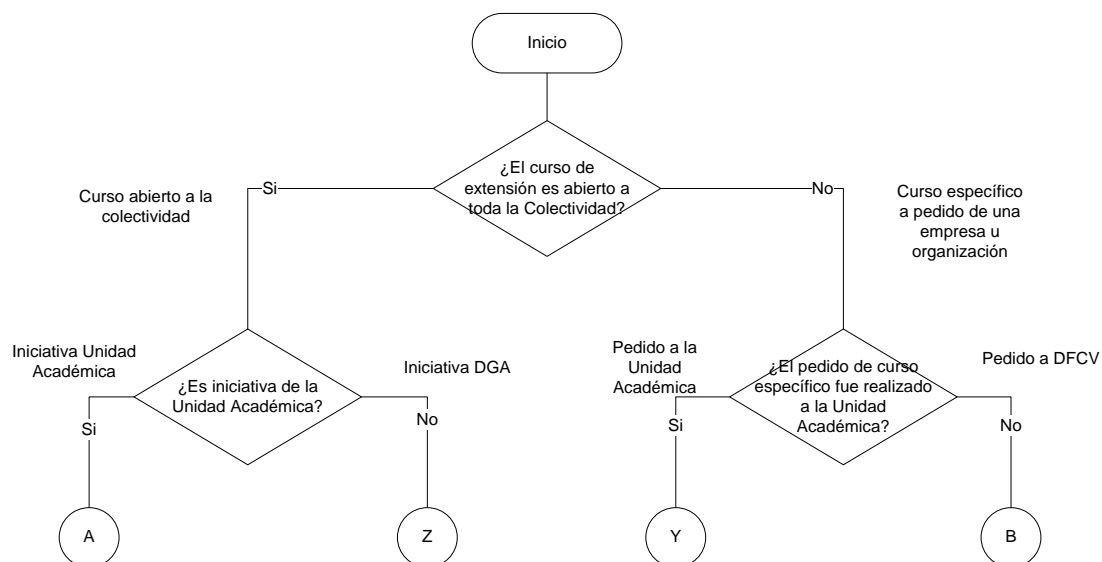 Inicio
¿El curso de
extensión es abierto a
toda la Colectividad?
Si
No
Curso abierto a la
colectividad
Curso específico
a pedido de una
empresa u
organización
Iniciativa Unidad
Académica
¿Es iniciativa de la
Unidad Académica?
Iniciativa DGA
Pedido a la
Unidad
Académica
¿El pedido de curso
específico fue realizado
a la Unidad
Académica?
Pedido a DFCV
Si
No
Si
No
A
Z
Y
B